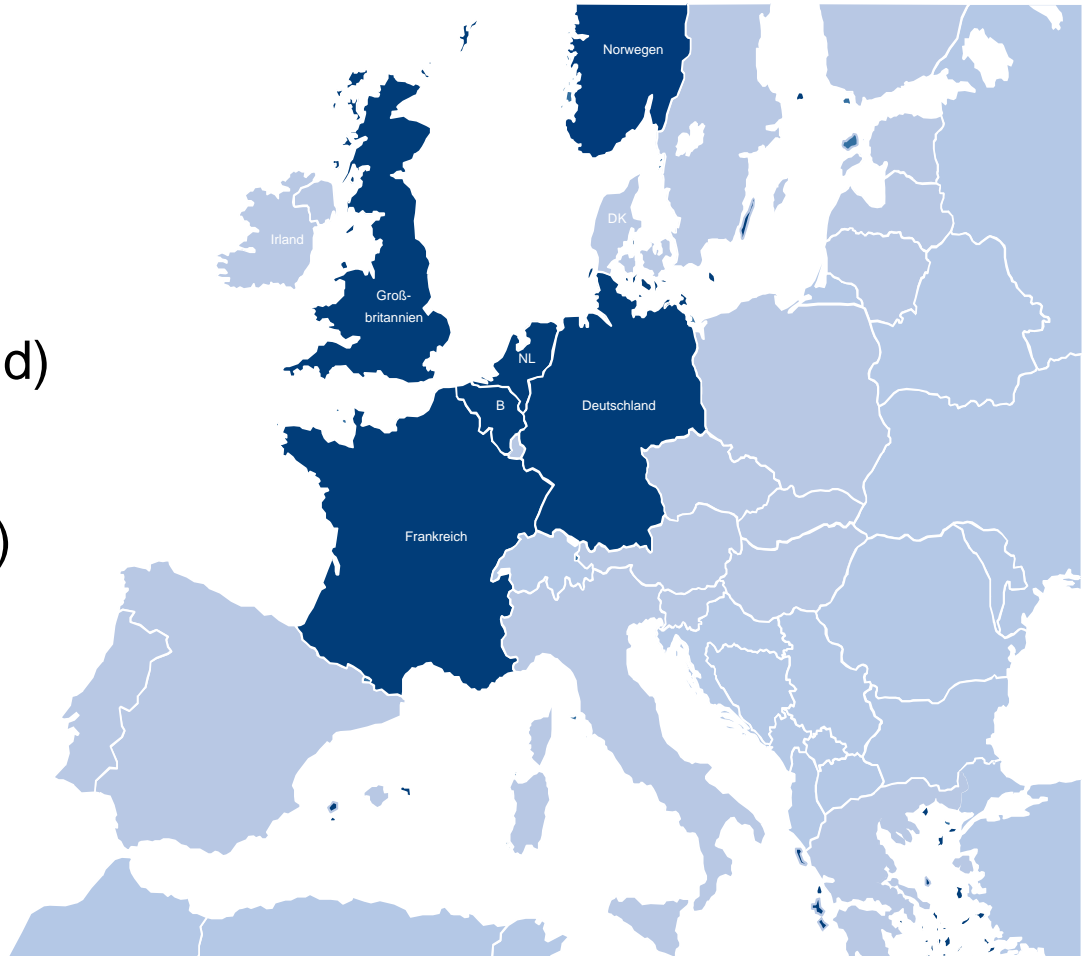 Norwegen
DK
Irland
Groß-
britannien
d)
NL
B
Deutschland
)
Frankreich